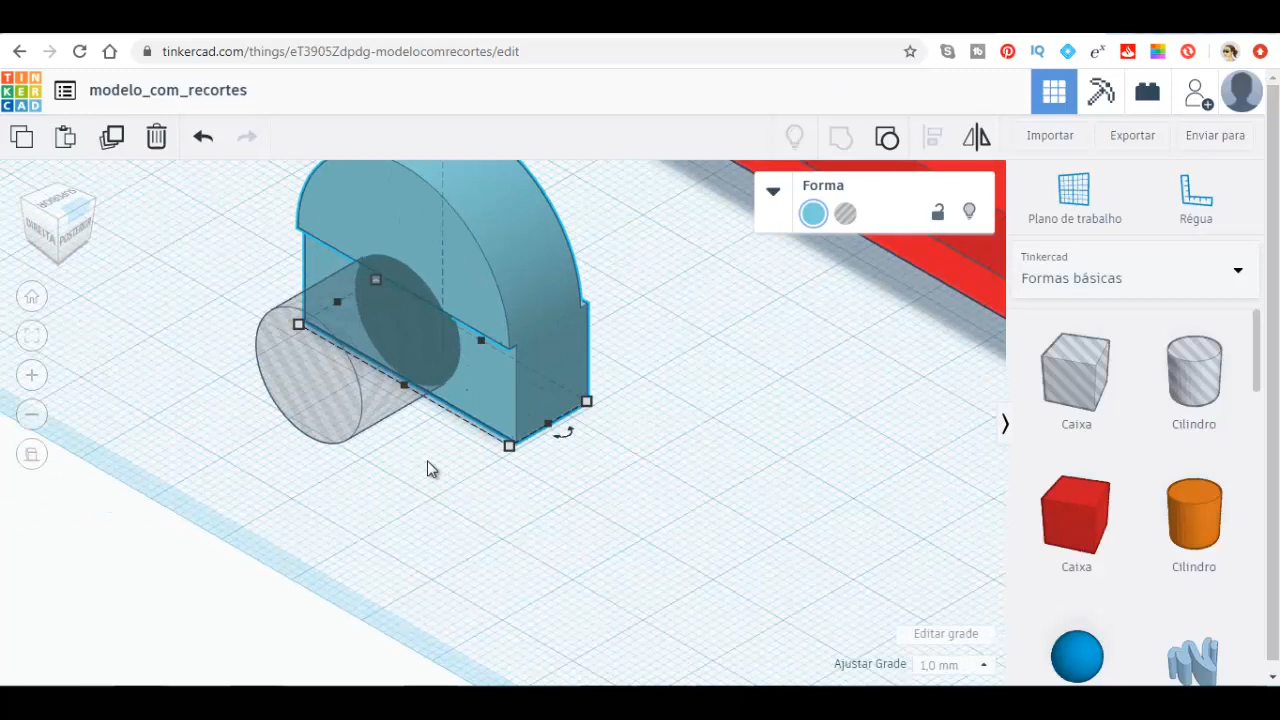 tinkercad.com/things/eT3905Zdpdg-modelocomrecortes/edit
IQ
e^x
TIN
KER
CAD
modelo_com_recortes
Importar
Exportar
Enviar para
Forma
Plano de trabalho
Régua
Tinkercad
Formas básicas
DIREITA
POSTERIOR
Caixa
Cilindro
Caixa
Cilindro
Editar grade
Ajustar Grade
1,0 mm